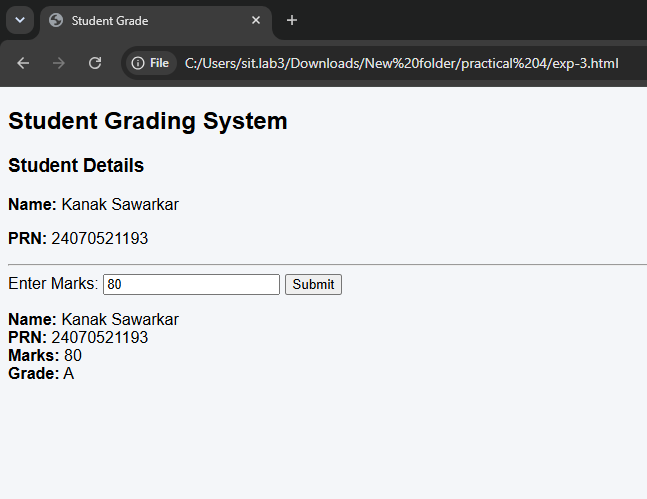 Student Grade
File
C:/Users/sit.lab3/Downloads/New%20folder/practical%204/exp-3.html
Student Grading System
Student Details
Name: Kanak Sawarkar
PRN: 24070521193
Enter Marks: 80 Submit
Name: Kanak Sawarkar
PRN: 24070521193
Marks: 80
Grade: A